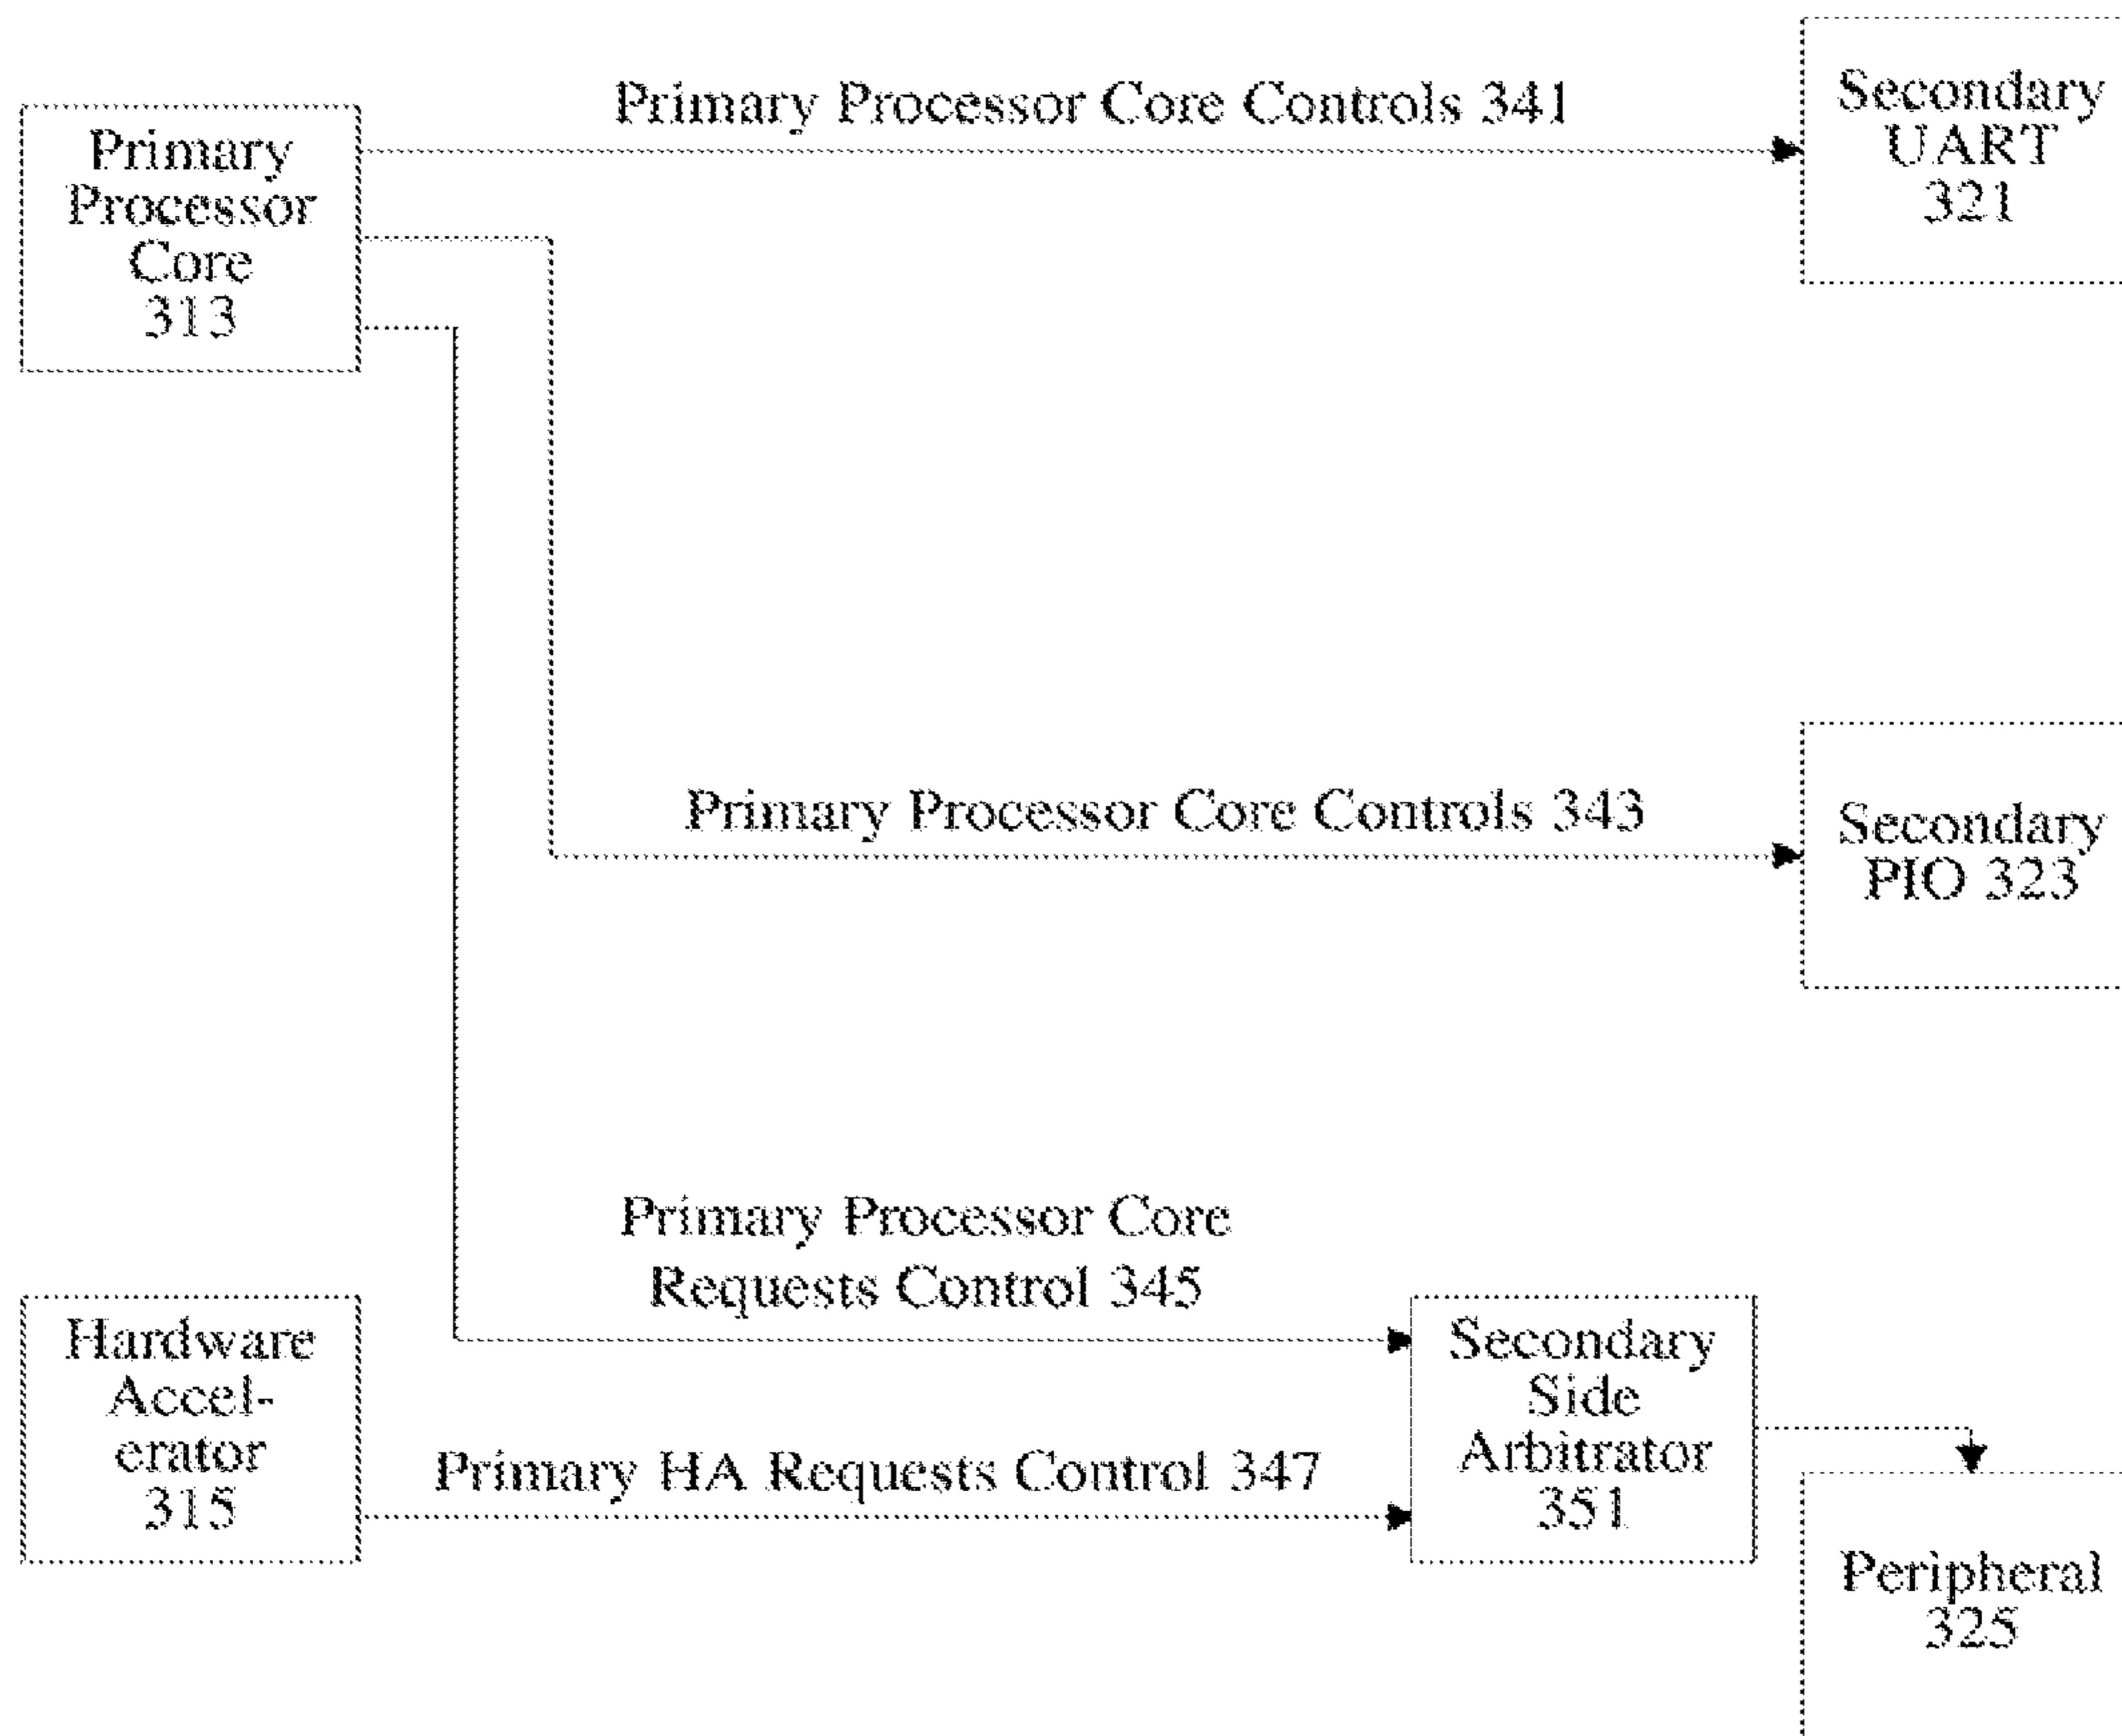 Primary Processor Core Controls 341
Secondary
UART
321
Primary
Processor
Core
313
Primary Processor Core Controls 343
Secondary
PIO 323
Primary Processor Core
Requests Control 345
Hardware
Accel-
erator
315
Primary HA Requests Control 347
Secondary
Side
Arbitrator
351
Peripheral
325